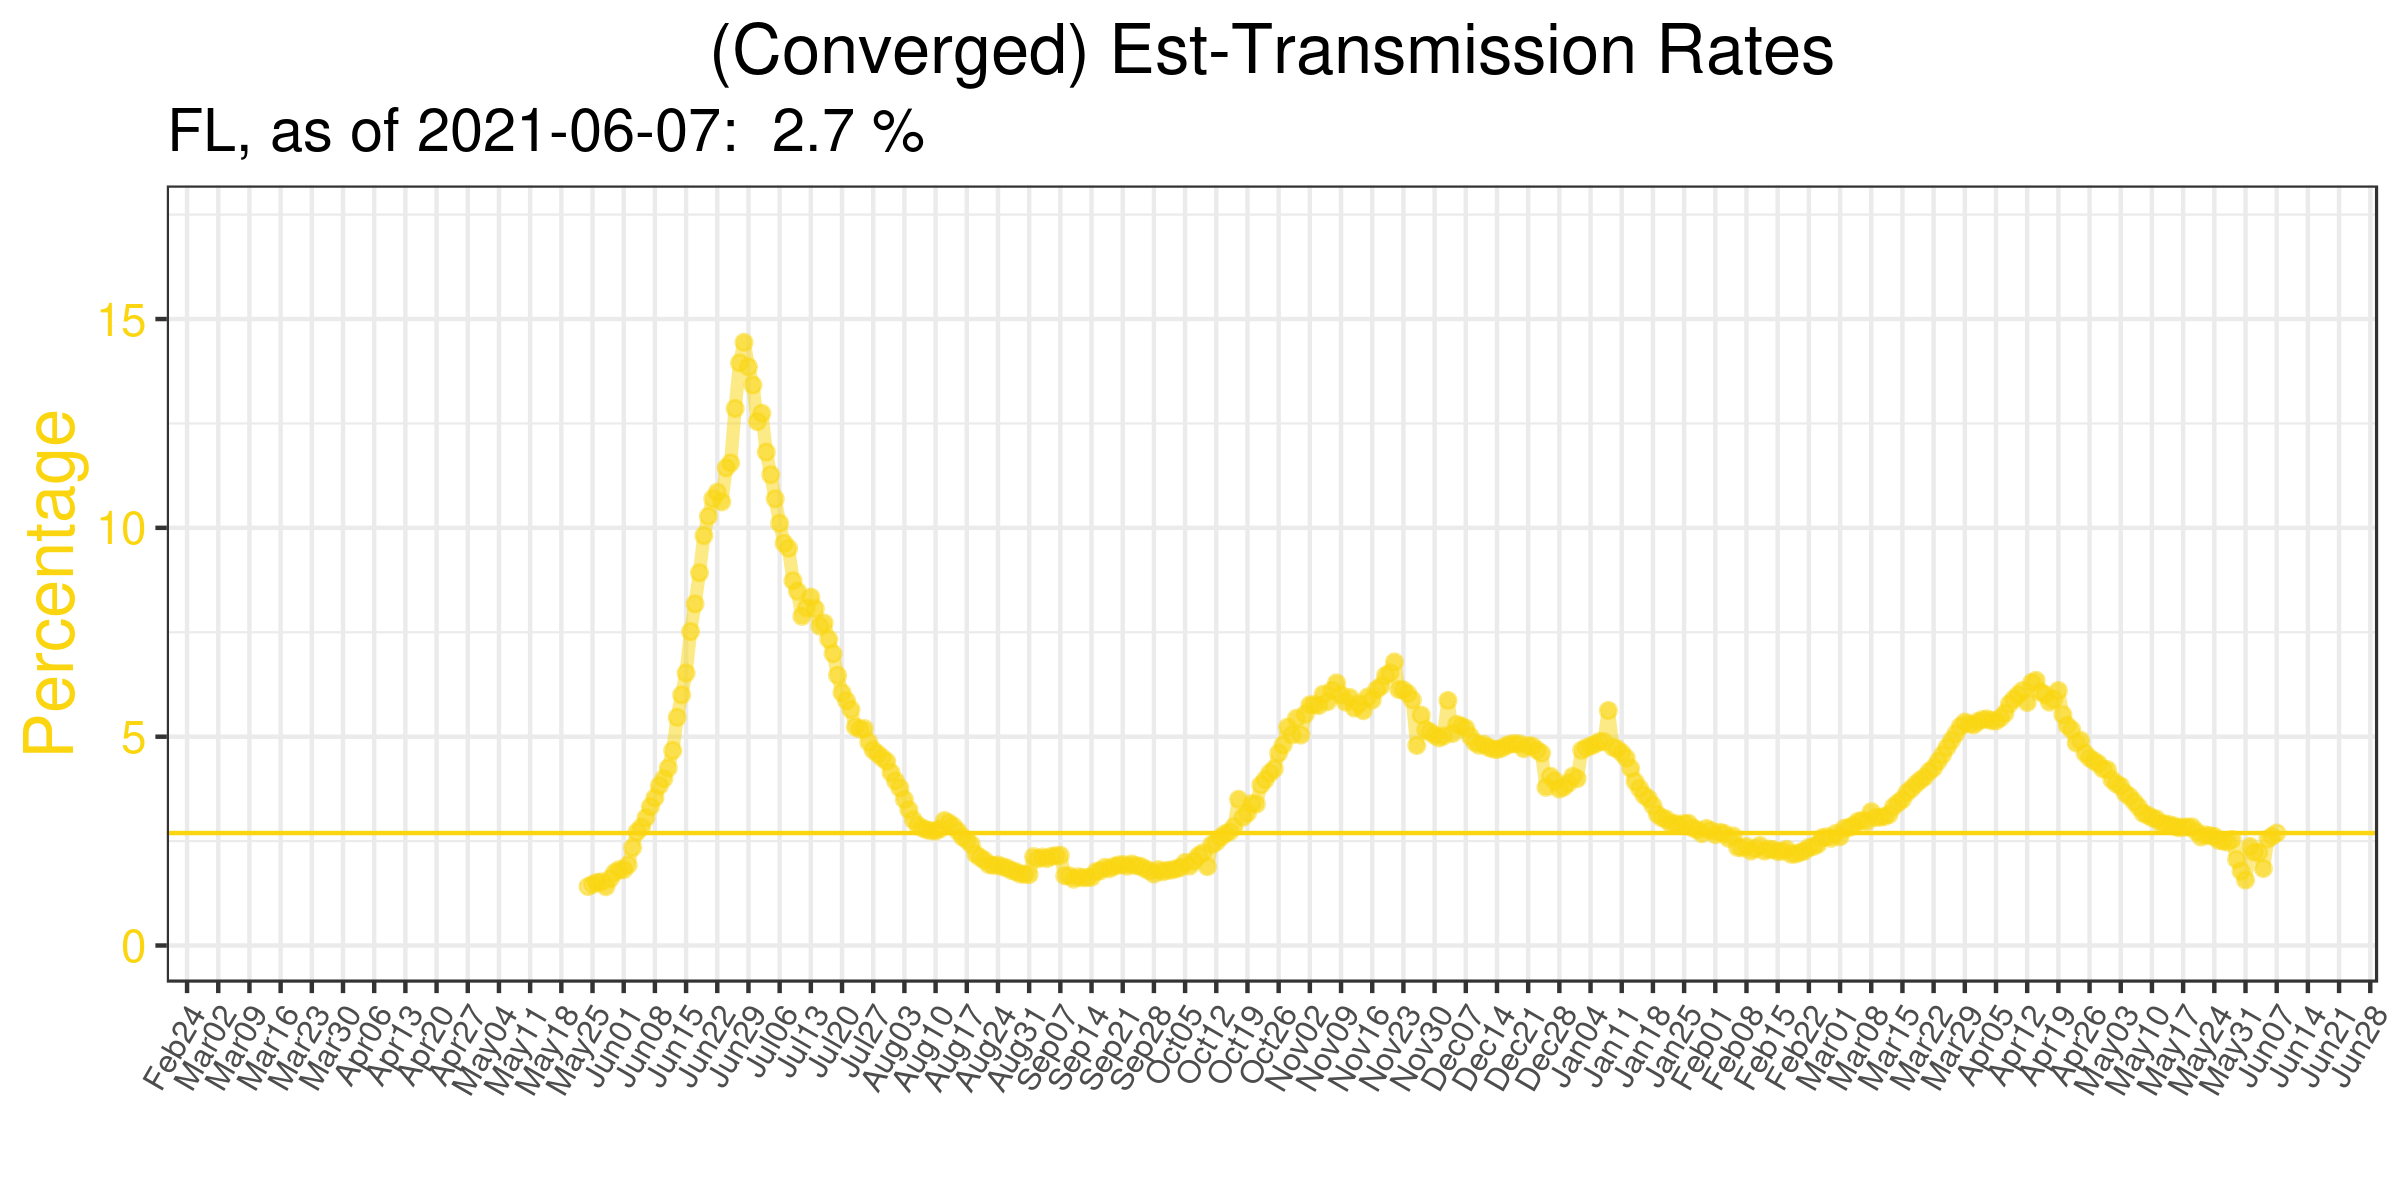 (Converged) Est-Transmission Rates
FL, as of 2021-06-07: 2.7 %
Percentage
15
10
5
0
Feb24
Mar02
Mar09
Mar16
Mar23
Mar30
Apr06
Apr13
Apr20
Apr27
May04
May11
May18
May25
Jun01
Jun08
Jun15
Jun22
Jun29
Jul06
Jul13
Jul20
Jul27
Aug03
Aug10
Aug17
Aug24
Aug31
Sep07
Sep14
Sep21
Sep28
Oct05
Oct12
Oct19
Oct26
Nov02
Nov09
Nov16
Nov23
Nov30
Dec07
Dec14
Dec21
Dec28
Jan04
Jan11
Jan18
Jan25
Feb01
Feb08
Feb15
Feb22
Mar01
Mar08
Mar15
Mar22
Mar29
Apr05
Apr12
Apr19
Apr26
May03
May10
May17
May24
May31
Jun07
Jun14
Jun21
Jun28